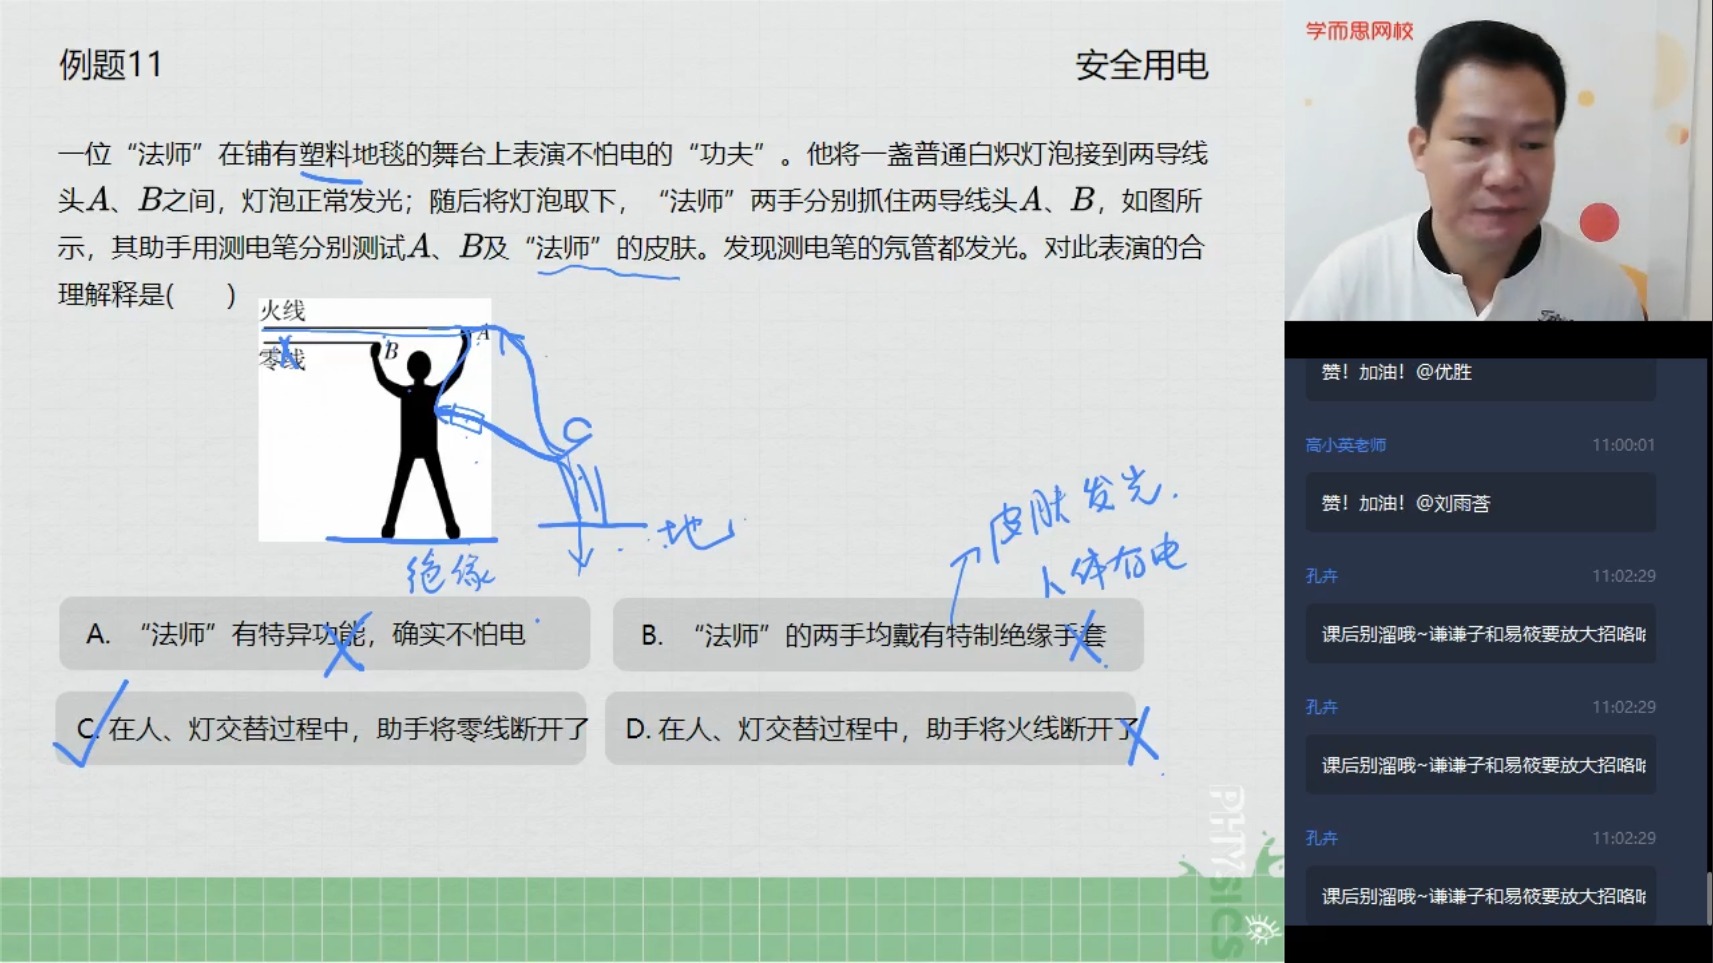 例题11
安全用电
一位“法师”在铺有塑料地毯的舞台上表演不怕电的“功夫”。他将一盏普通白炽灯泡接到两导线
头A、B之间，灯泡正常发光；随后将灯泡取下，“法师”两手分别抓住两导线头A、B，如图所
示，其助手用测电笔分别测试A、B及“法师”的皮肤。发现测电笔的氖管都发光。对此表演的合
理解释是(　　)
火线
A
B
零线
地
绝缘
皮肤发光.
人体有电
A. “法师”有特异功能，确实不怕电
B. “法师”的两手均戴有特制绝缘手套
C. 在人、灯交替过程中，助手将零线断开了
D. 在人、灯交替过程中，助手将火线断开了
PHYSICS
学而思网校
赞！加油！@优胜
高小英老师 11:00:01
赞！加油！@刘雨荟
孔卉 11:02:29
课后别溜哦~谦谦子和易筱要放大招咯
孔卉 11:02:29
课后别溜哦~谦谦子和易筱要放大招咯
孔卉 11:02:29
课后别溜哦~谦谦子和易筱要放大招咯